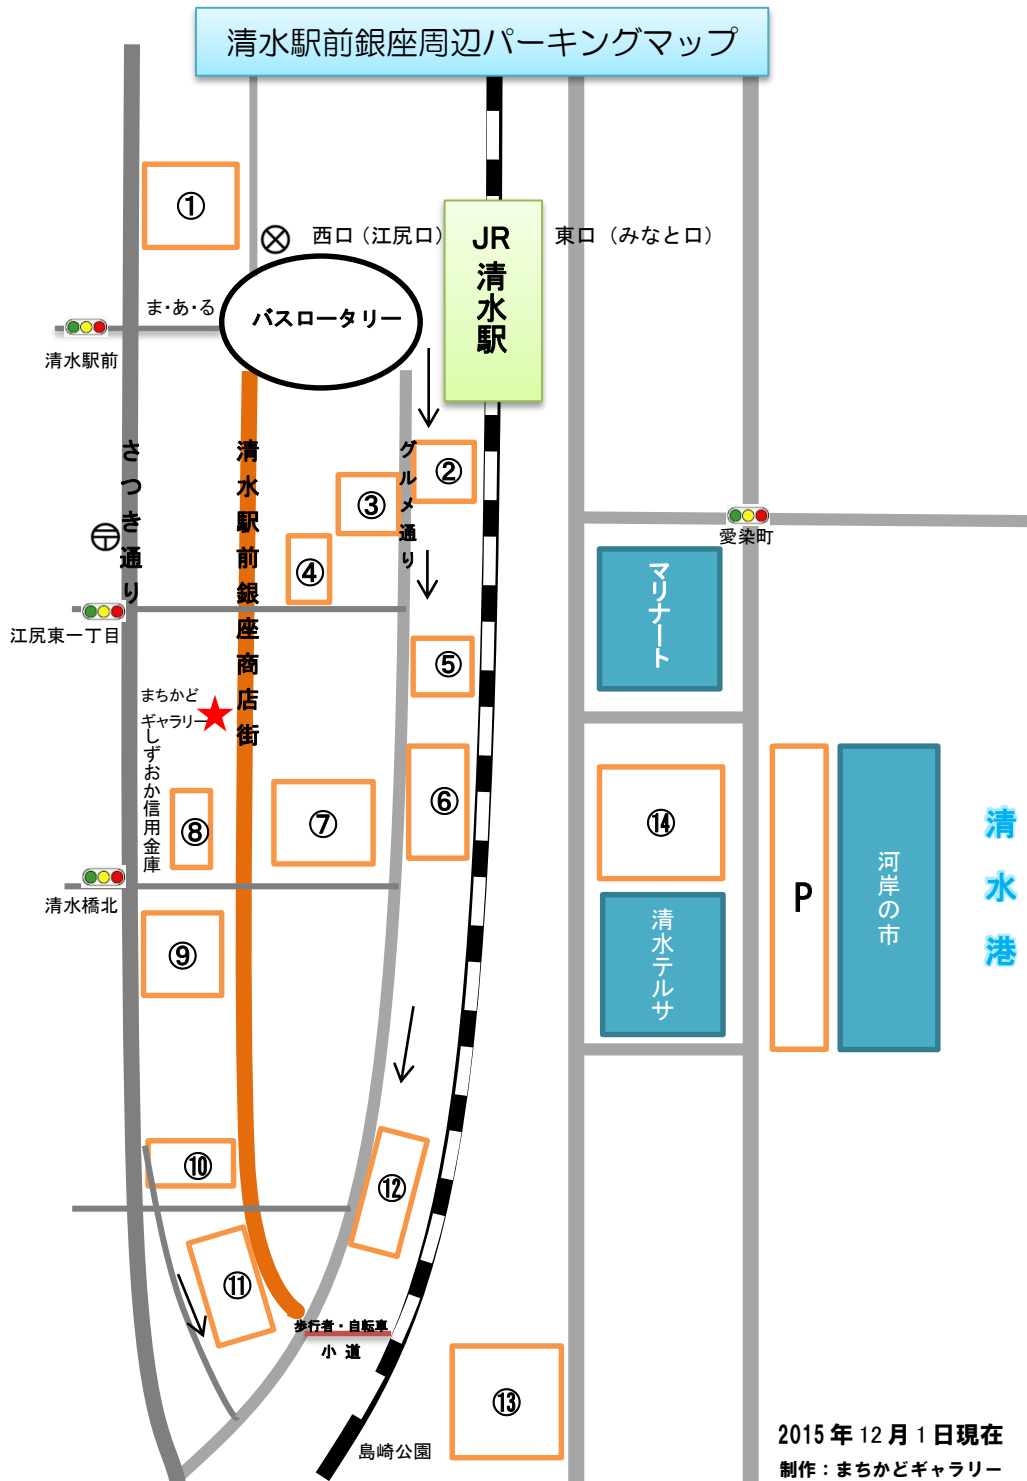 清水駅前銀座周辺パーキングマップ
①
西口（江尻口）
JR
清水駅
東口（みなと口）
ま・あ・る
バスロータリー
清水駅前
さつき通り
清水駅前銀座商店街
グルメ通り
②
③
④
愛染町
マリナート
江尻東一丁目
⑤
まちかど
ギャラリー
しずおか信用金庫
⑥
⑦
⑧
⑭
P
河岸の市
清水港
清水橋北
清水テルサ
⑨
⑩
⑫
⑪
歩行者・自転車
小道
⑬
島崎公園
2015年12月1日現在
制作：まちかどギャラリー